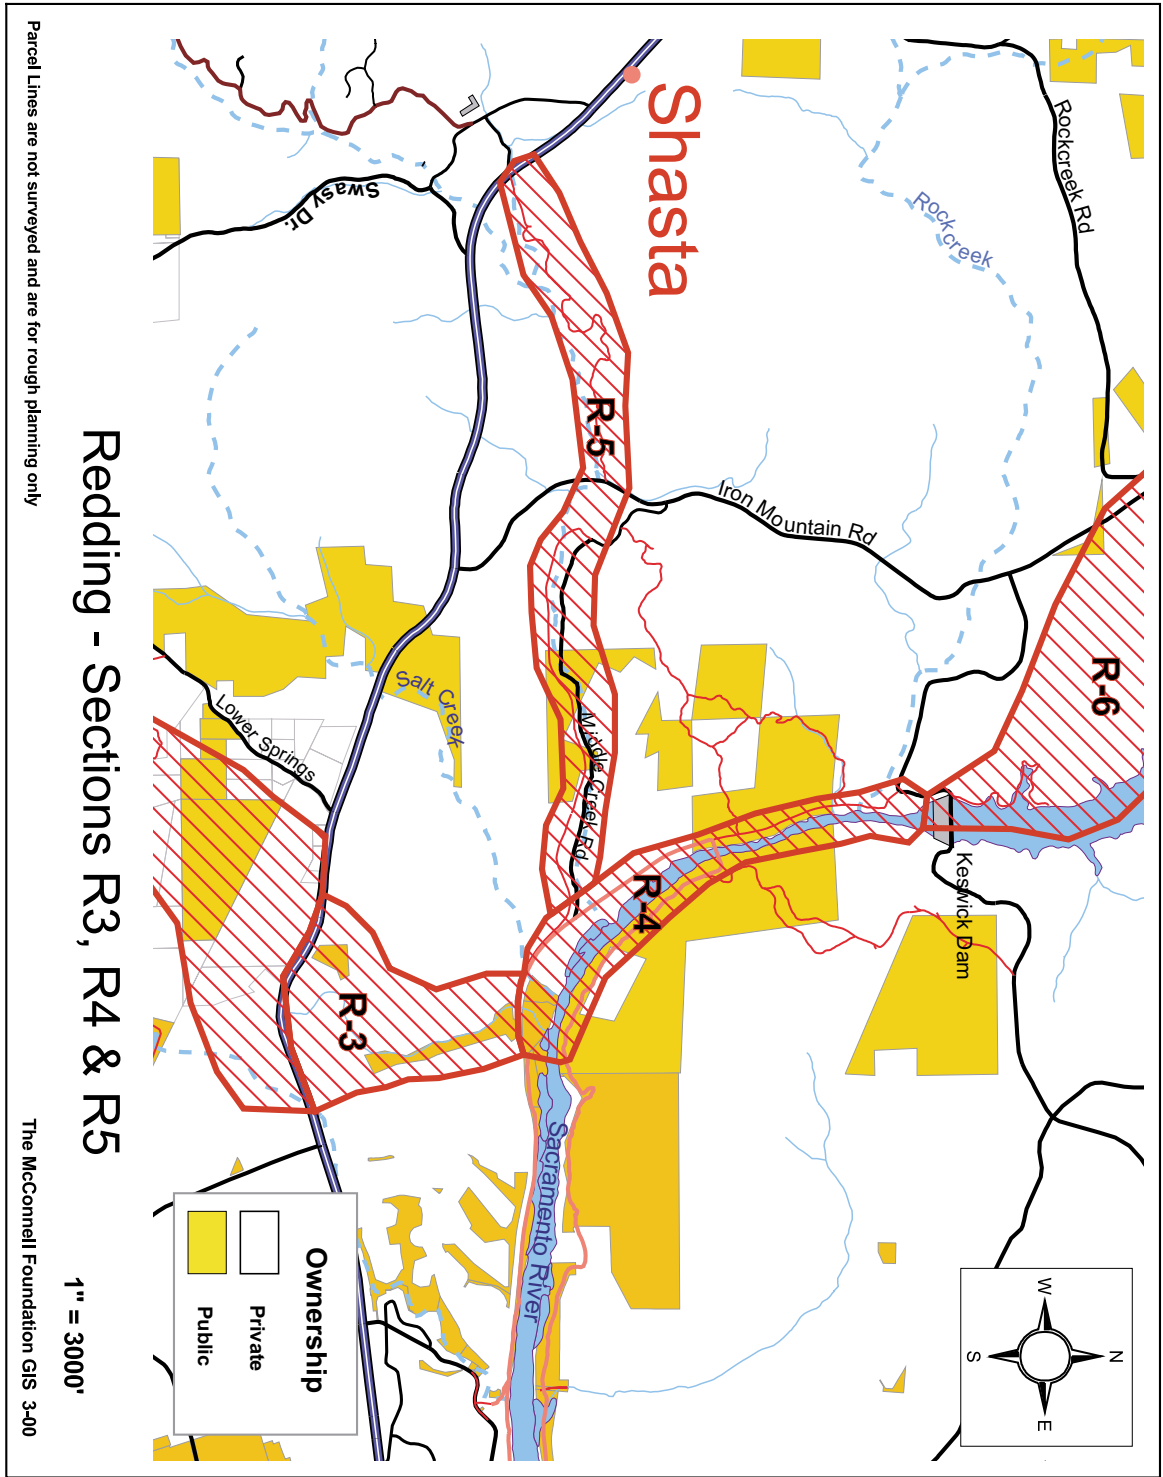 Rockcreek Rd
Rockcreek
Shasta
Swasy Dr.
R-5
Iron Mountain Rd
R-6
Salt Creek
Lower Springs
Middle Creek Rd
Keswick Dam
R-4
R-3
Sacramento River
W
N
S
E
Ownership
Private
Public
Redding - Sections R3, R4 & R5
1" = 3000'
Parcel Lines are not surveyed and are for rough planning only
The McConnell Foundation GIS 3-00